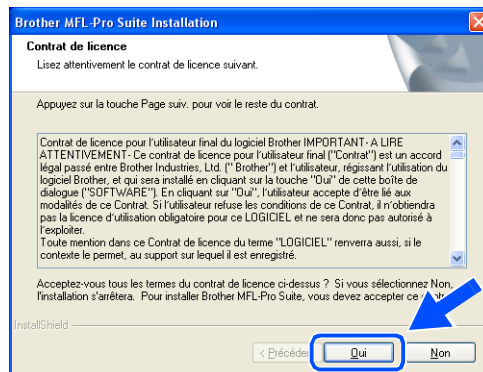 Brother MFL-Pro Suite Installation
Contrat de licence
Lisez attentivement le contrat de licence suivant.
Appuyez sur la touche Page suiv. pour voir le reste du contrat.
Contrat de licence pour l'utilisateur final du logiciel Brother IMPORTANT- A LIRE
ATTENTIVEMENT- Ce contrat de licence pour l'utilisateur final ("Contrat") est un accord
légal passé entre Brother Industries, Ltd. (" Brother") et l'utilisateur, régissant l'utilisation du
logiciel Brother, et qui sera installé en cliquant sur la touche "Oui" de cette boîte de
dialogue ("SOFTWARE"). En cliquant sur "Oui", l'utilisateur accepte d'être lié aux
modalités de ce Contrat. Si l'utilisateur refuse les conditions de ce Contrat, il n'obtiendra
pas la licence d'utilisation obligatoire pour ce LOGICIEL et ne sera donc pas autorisé à
l'exploiter.
Toute mention dans ce Contrat de licence du terme "LOGICIEL" renverra aussi, si le
contexte le permet, au support sur lequel il est enregistré.
Acceptez-vous tous les termes du contrat de licence ci-dessus ? Si vous sélectionnez Non,
l'installation s'arrêtera. Pour installer Brother MFL-Pro Suite, vous devez accepter ce
InstallShield
< Précéden Oui Non